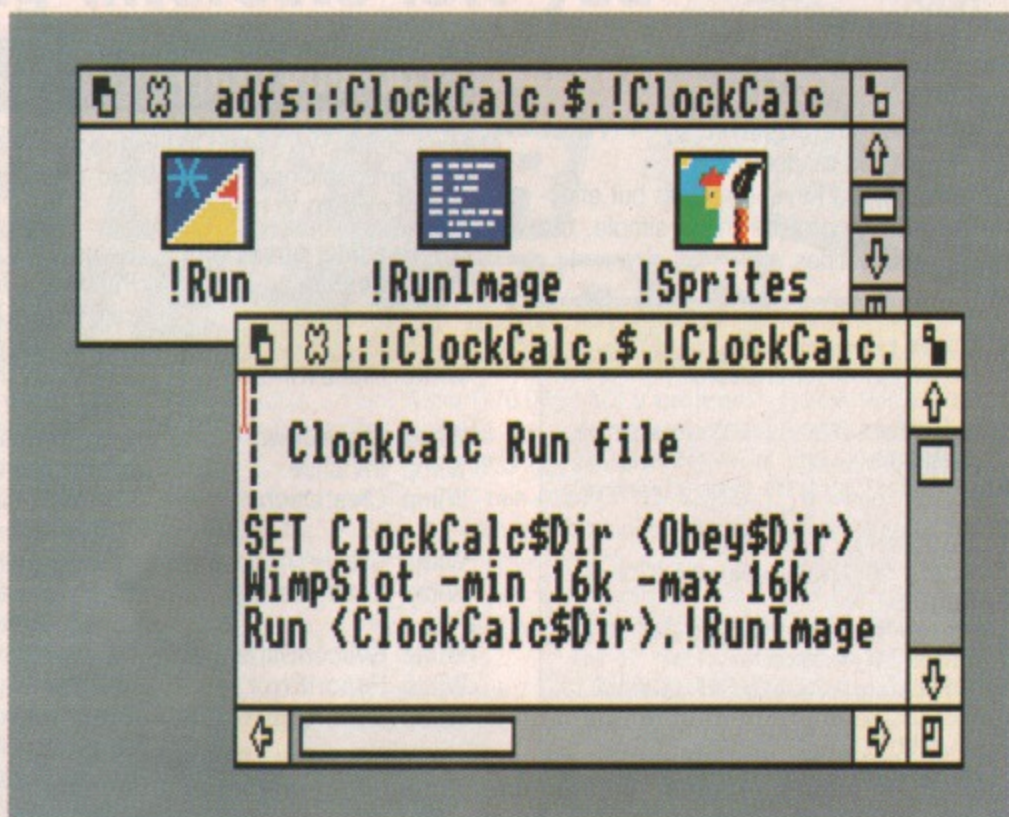 adfs::ClockCalc.$.!ClockCalc
!Run !RunImage !Sprites
:::ClockCalc.$.!ClockCalc.
|
| ClockCalc Run file
|
SET ClockCalc$Dir <Obey$Dir>
WimpSlot -min 16k -max 16k
Run <ClockCalc$Dir>.!RunImage